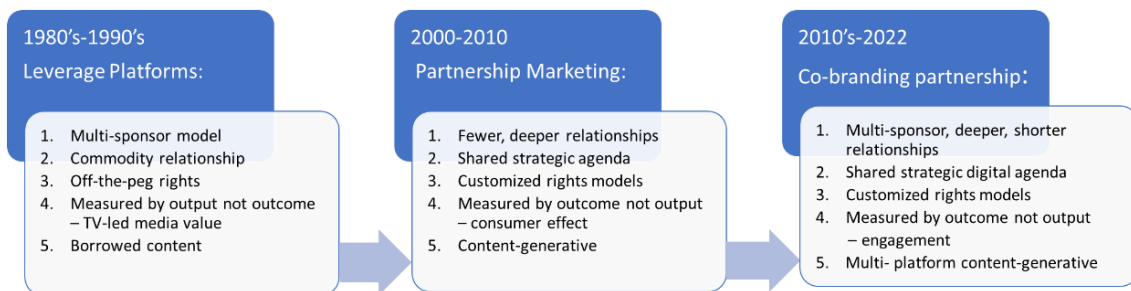 1980's-1990's
Leverage Platforms:
1. Multi-sponsor model
2. Commodity relationship
3. Off-the-peg rights
4. Measured by output not outcome
– TV-led media value
5. Borrowed content
2000-2010
Partnership Marketing:
1. Fewer, deeper relationships
2. Shared strategic agenda
3. Customized rights models
4. Measured by outcome not output
– consumer effect
5. Content-generative
2010's-2022
Co-branding partnership:
1. Multi-sponsor, deeper, shorter
relationships
2. Shared strategic digital agenda
3. Customized rights models
4. Measured by outcome not output
– engagement
5. Multi- platform content-generative